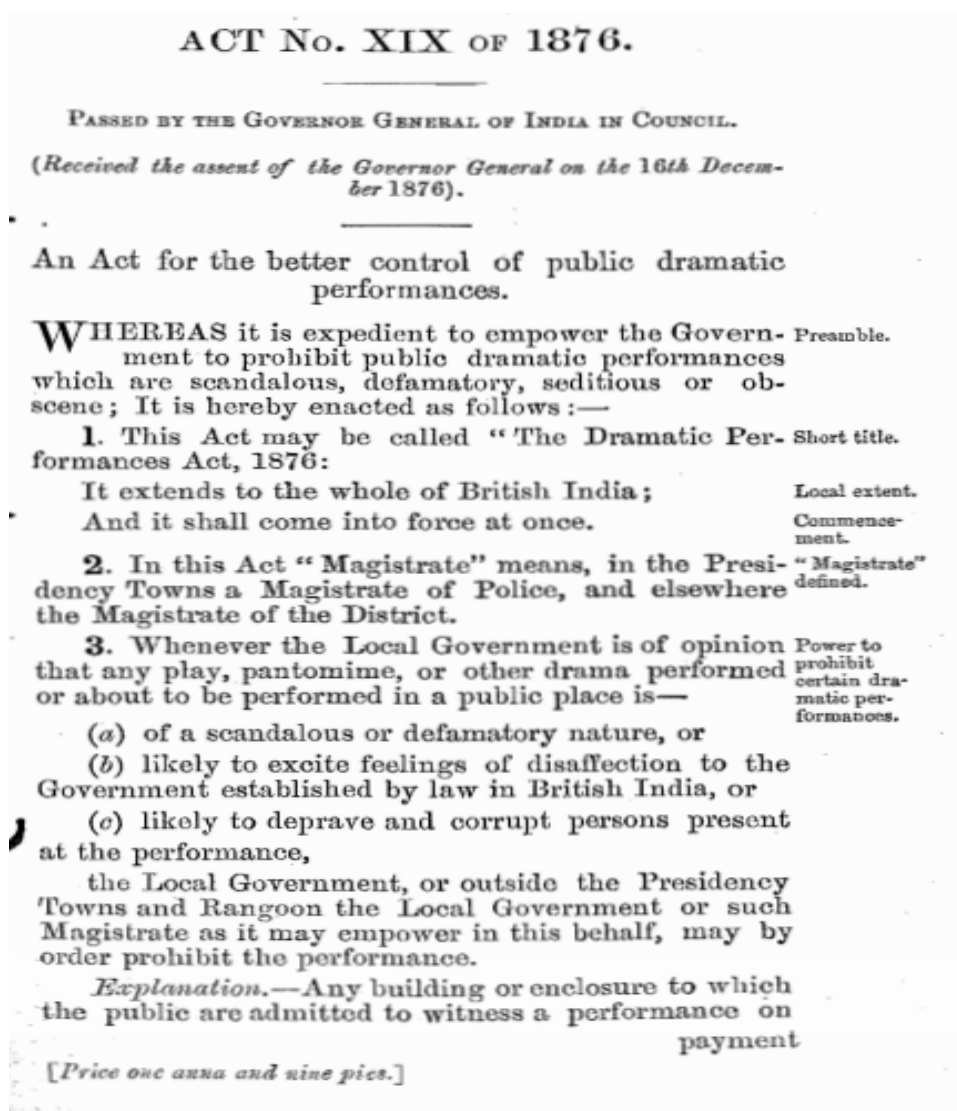 ACT No. XIX OF 1876.
PASSED BY THE GOVERNOR GENERAL OF INDIA IN COUNCIL.
(Received the assent of the Governor General on the 16th Decem-
ber 1876).
An Act for the better control of public dramatic
performances.
WHEREAS it is expedient to empower the Govern- Preamble.
ment to prohibit public dramatic performances
which are scandalous, defamatory, seditious or ob-
scene; It is hereby enacted as follows:—
1. This Act may be called "The Dramatic Per- Short title.
formances Act, 1876:
It extends to the whole of British India; Local extent.
And it shall come into force at once. Commence-
ment.
2. In this Act "Magistrate" means, in the Presi- "Magistrate"
dency Towns a Magistrate of Police, and elsewhere defined.
the Magistrate of the District.
3. Whenever the Local Government is of opinion Power to
that any play, pantomime, or other drama performed prohibit
certain dra-
or about to be performed in a public place is— matic per-
formances.
(a) of a scandalous or defamatory nature, or
(b) likely to excite feelings of disaffection to the
Government established by law in British India, or
(c) likely to deprave and corrupt persons present
at the performance,
the Local Government, or outside the Presidency
Towns and Rangoon the Local Government or such
Magistrate as it may empower in this behalf, may by
order prohibit the performance.
Explanation.—Any building or enclosure to which
the public are admitted to witness a performance on
payment
[Price one anna and nine pies.]